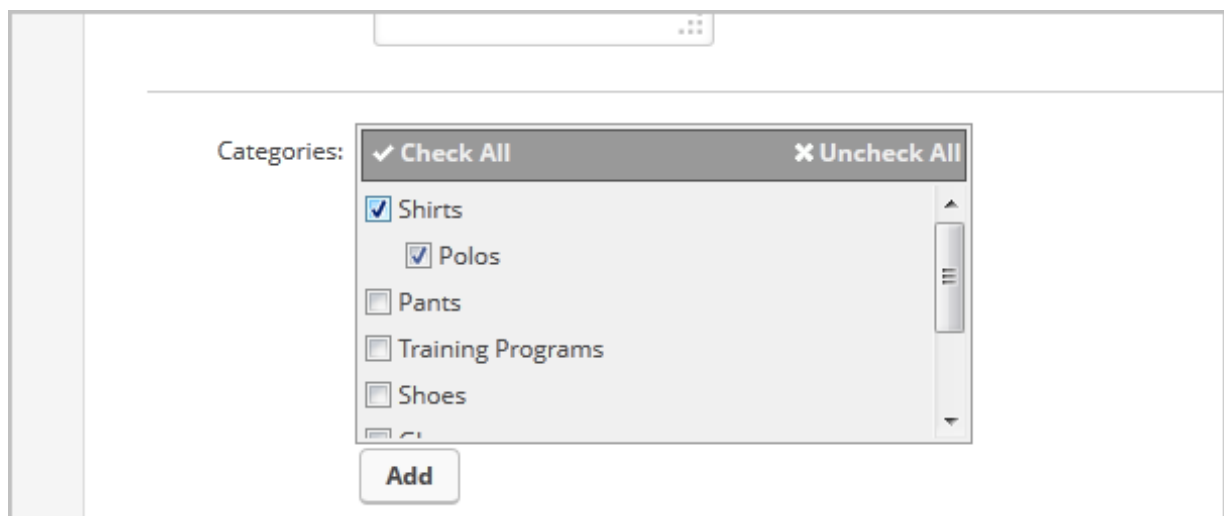 Categories:
Check All Uncheck All
Shirts
Polos
Pants
Training Programs
Shoes
Add